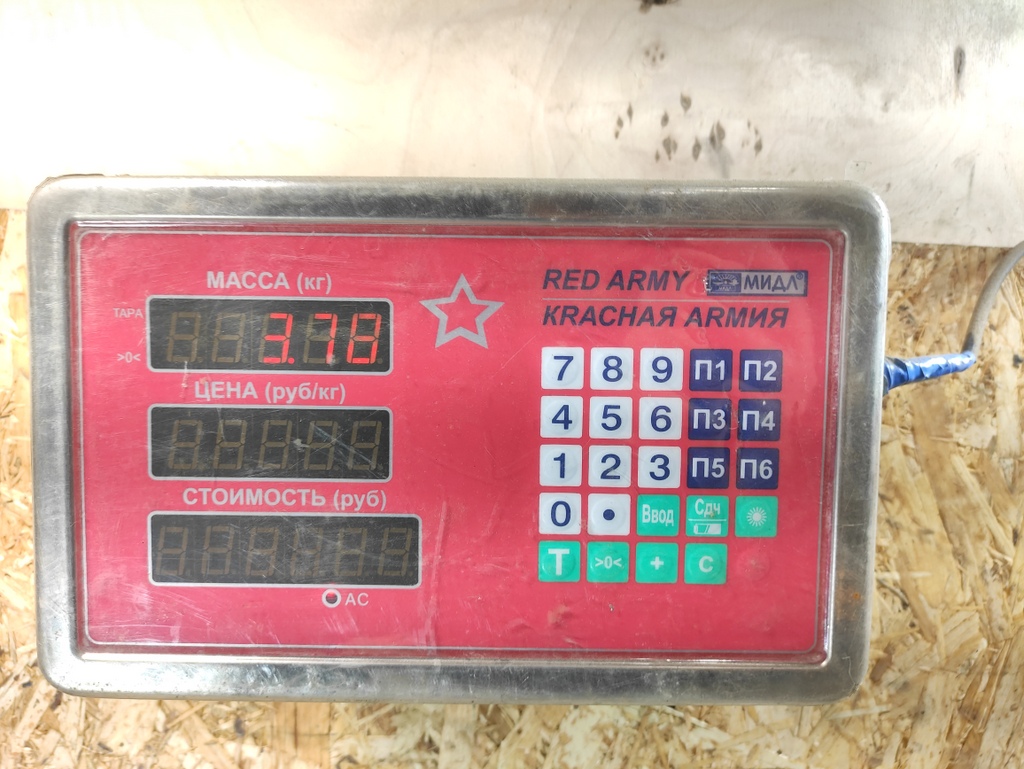 МАССА (кг)
ТАРА
>0<
3.78
ЦЕНА (руб/кг)
СТОИМОСТЬ (руб)
АС
RED ARMY МИДЛ
КRАСНАЯ АRМИЯ
7 8 9 П1 П2
4 5 6 П3 П4
1 2 3 П5 П6
0 • Ввод Сдч
T >0< + C